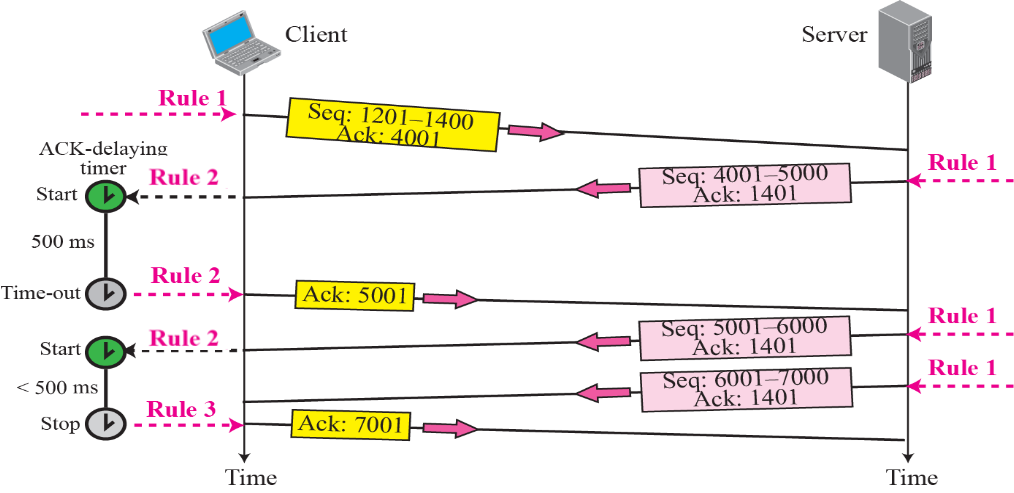 Client
Server
Rule 1
Seq: 1201–1400
Ack: 4001
ACK-delaying
timer
Rule 1
Seq: 4001–5000
Ack: 1401
Rule 2
Start
500 ms
Rule 2
Time-out
Ack: 5001
Rule 1
Seq: 5001–6000
Ack: 1401
Rule 2
Start
Rule 1
Seq: 6001–7000
Ack: 1401
< 500 ms
Rule 3
Stop
Ack: 7001
Time
Time